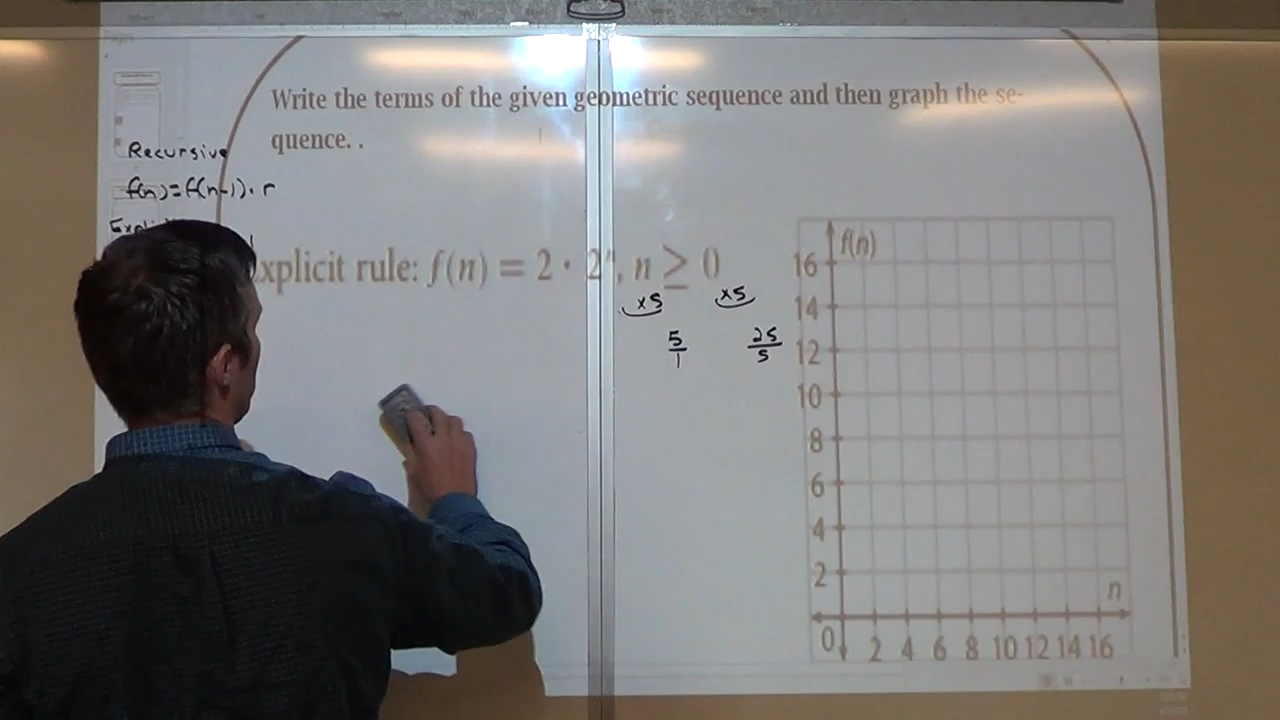 Write the terms of the given geometric sequence and then graph the se-
quence. .
Recursive
f(n)=f(n-1)·r
xplicit rule: f(n) = 2 · 2ⁿ, n ≥ 0
x5 x5
5/1 25/5
f(n)
16
14
12
10
8
6
4
2
n
0 2 4 6 8 10 12 14 16